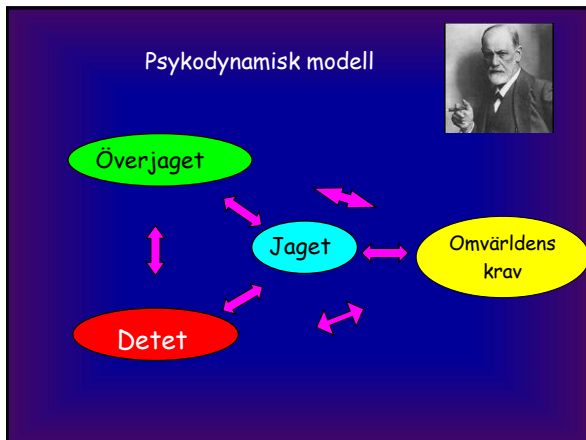 Psykodynamisk modell
Överjaget
Jaget
Omvärldens
krav
Detet